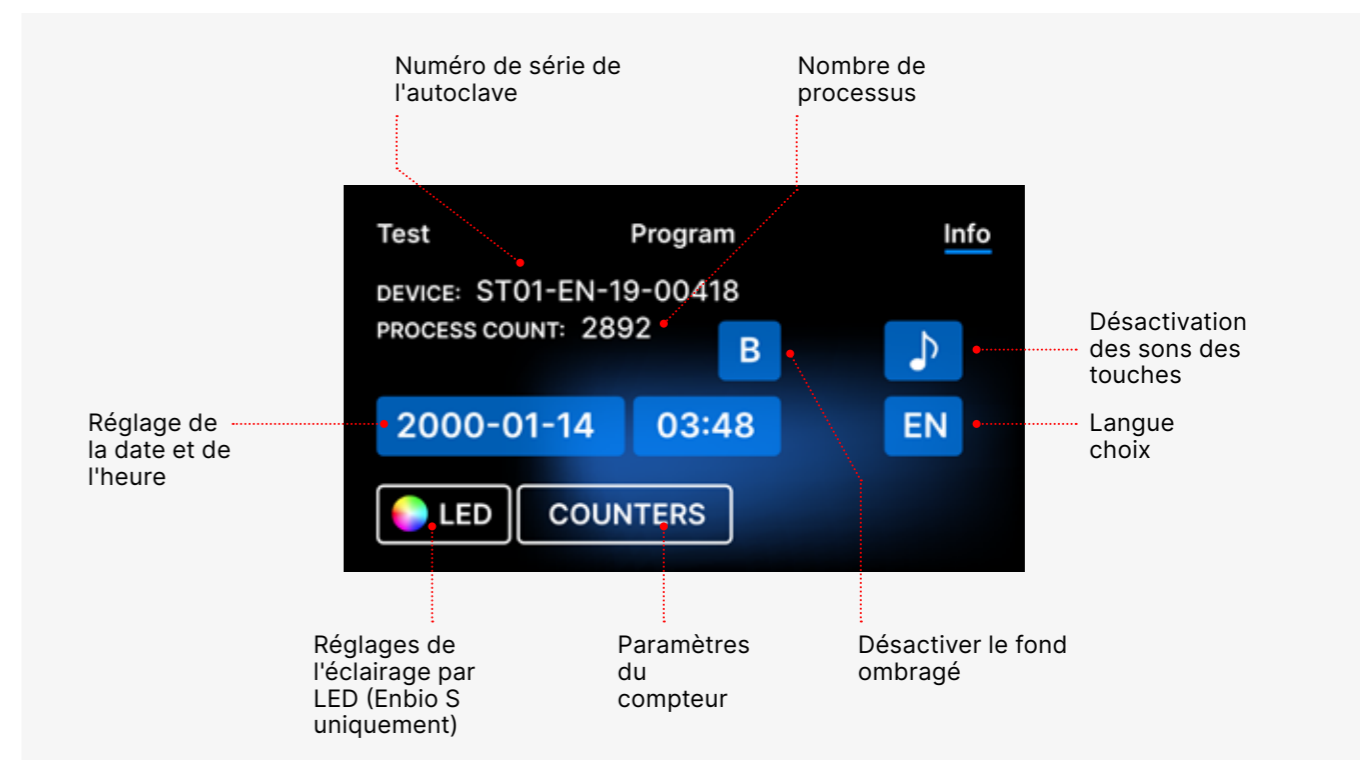 Numéro de série de
l'autoclave
Nombre de
processus
Test Program Info
DEVICE: ST01-EN-19-00418
PROCESS COUNT: 2892
B ♪
Désactivation
des sons des
touches
Réglage de
la date et de
l'heure
2000-01-14 03:48 EN
Langue
choix
LED COUNTERS
Réglages de
l'éclairage par
LED (Enbio S
uniquement)
Paramètres
du
compteur
Désactiver le fond
ombragé